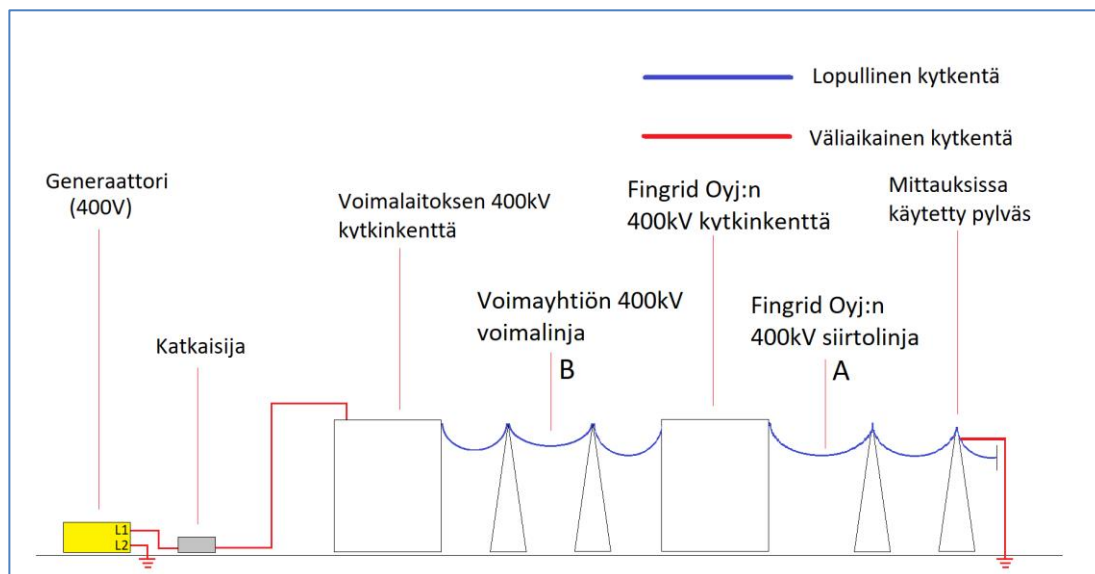 Lopullinen kytkentä
Väliaikainen kytkentä
Generaattori
(400V)
Voimalaitoksen 400kV
kytkinkenttä
Fingrid Oyj:n
400kV kytkinkenttä
Mittauksissa
käytetty pylväs
Katkaisija
Voimayhtiön 400kV
voimalinja
B
Fingrid Oyj:n
400kV siirtolinja
A
L1
L2